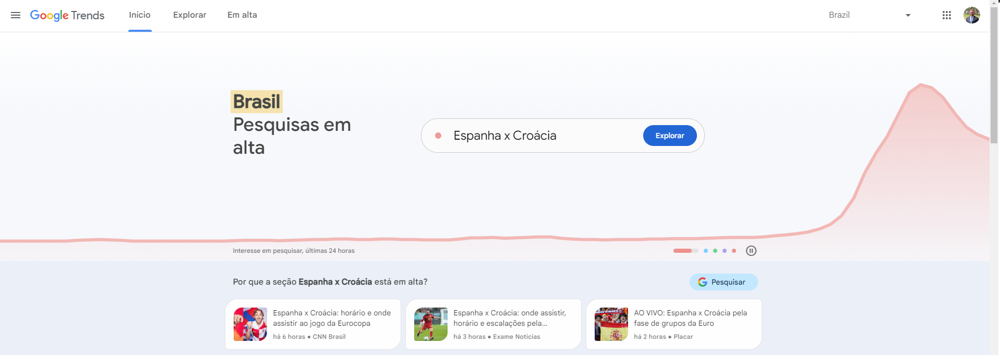 Google Trends
Início
Explorar
Em alta
Brazil
Brasil
Pesquisas em
alta
Espanha x Croácia
Explorar
Interesse em pesquisar, últimas 24 horas
Por que a seção Espanha x Croácia está em alta?
Pesquisar
Espanha x Croácia: horário e onde
assistir ao jogo da Eurocopa
há 6 horas ● CNN Brasil
Espanha x Croácia: onde assistir,
horário e escalações pela...
há 3 horas ● Exame Notícias
AO VIVO: Espanha x Croácia pela
fase de grupos da Euro
há 2 horas ● Placar